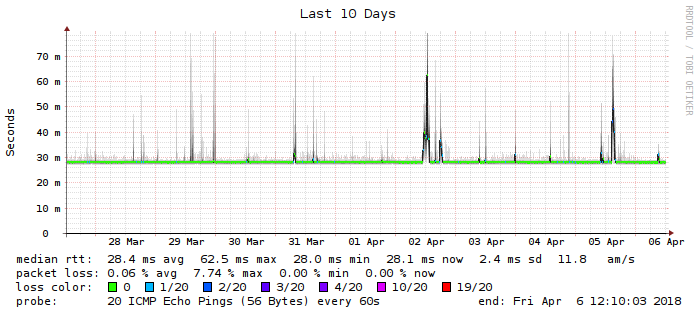 Last 10 Days
RRDTOOL / TOBI OETIKER
Seconds
70 m
60 m
50 m
40 m
30 m
20 m
10 m
0
28 Mar 29 Mar 30 Mar 31 Mar 01 Apr 02 Apr 03 Apr 04 Apr 05 Apr 06 Apr
median rtt: 28.4 ms avg 62.5 ms max 28.0 ms min 28.1 ms now 2.4 ms sd 11.8 am/s
packet loss: 0.06 % avg 7.74 % max 0.00 % min 0.00 % now
loss color: 0 1/20 2/20 3/20 4/20 10/20 19/20
probe: 20 ICMP Echo Pings (56 Bytes) every 60s end: Fri Apr 6 12:10:03 2018